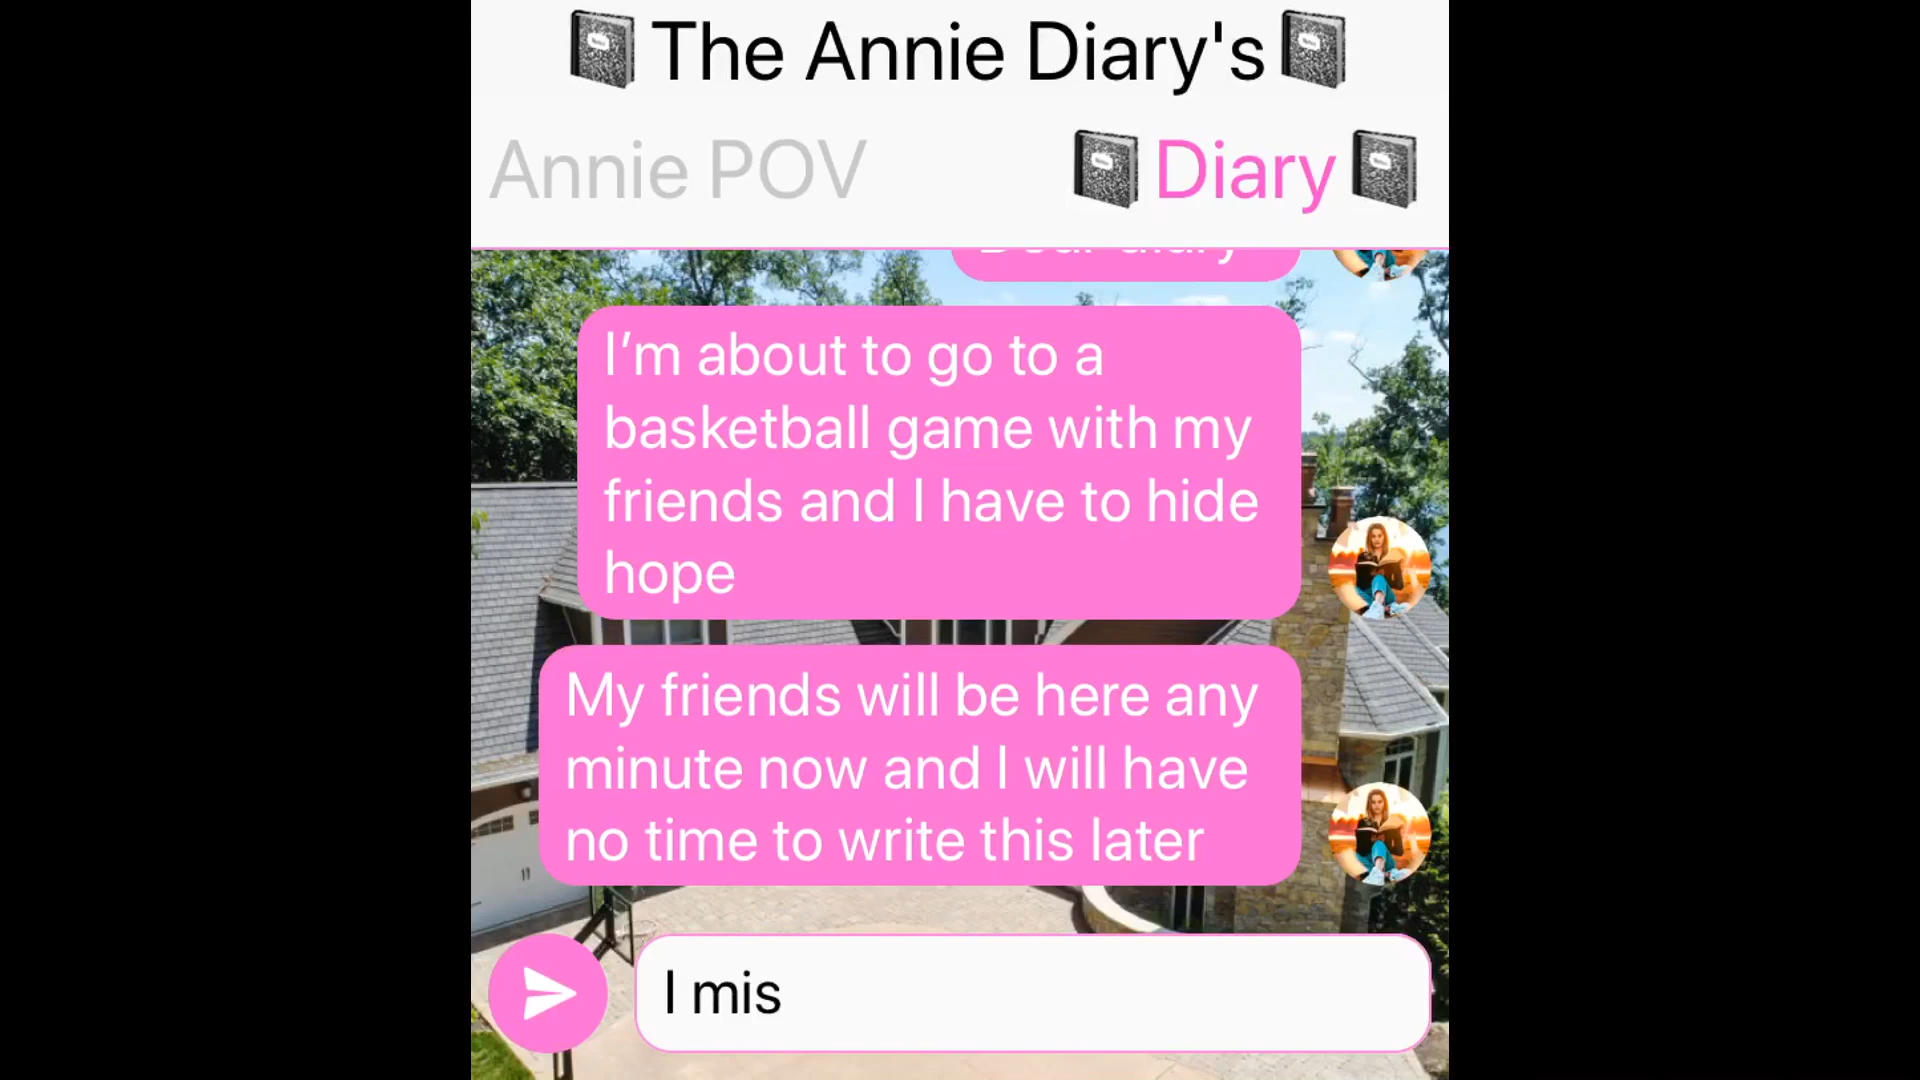 The Annie Diary's
Annie POV Diary
I’m about to go to a
basketball game with my
friends and I have to hide
hope
My friends will be here any
minute now and I will have
no time to write this later
I mis